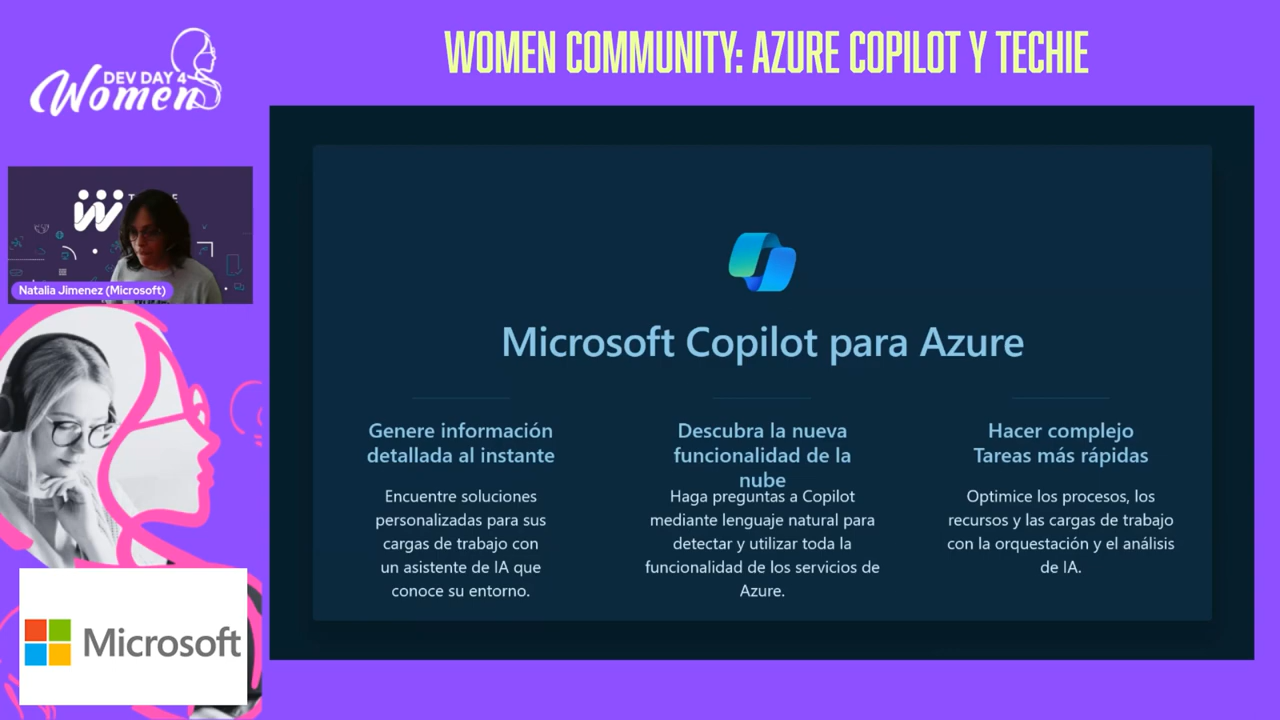 DEV DAY 4
Women
WOMEN COMMUNITY: AZURE COPILOT Y TECHIE
Natalia Jimenez (Microsoft)
Microsoft
Microsoft Copilot para Azure
Genere información
detallada al instante
Encuentre soluciones
personalizadas para sus
cargas de trabajo con
un asistente de IA que
conoce su entorno.
Descubra la nueva
funcionalidad de la
nube
Haga preguntas a Copilot
mediante lenguaje natural para
detectar y utilizar toda la
funcionalidad de los servicios de
Azure.
Hacer complejo
Tareas más rápidas
Optimice los procesos, los
recursos y las cargas de trabajo
con la orquestación y el análisis
de IA.